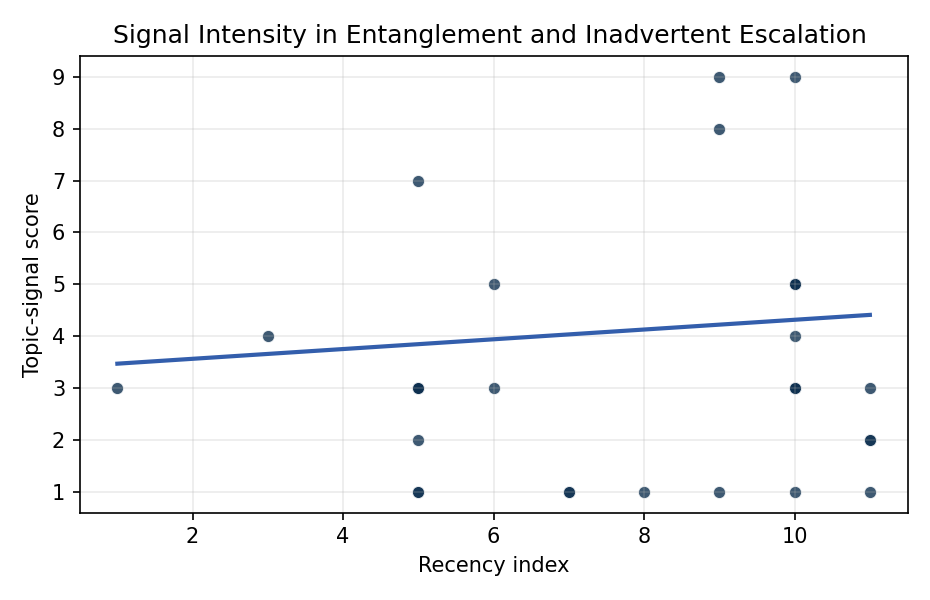 Signal Intensity in Entanglement and Inadvertent Escalation
Topic-signal score
9
8
7
6
5
4
3
2
1
2 4 6 8 10
Recency index